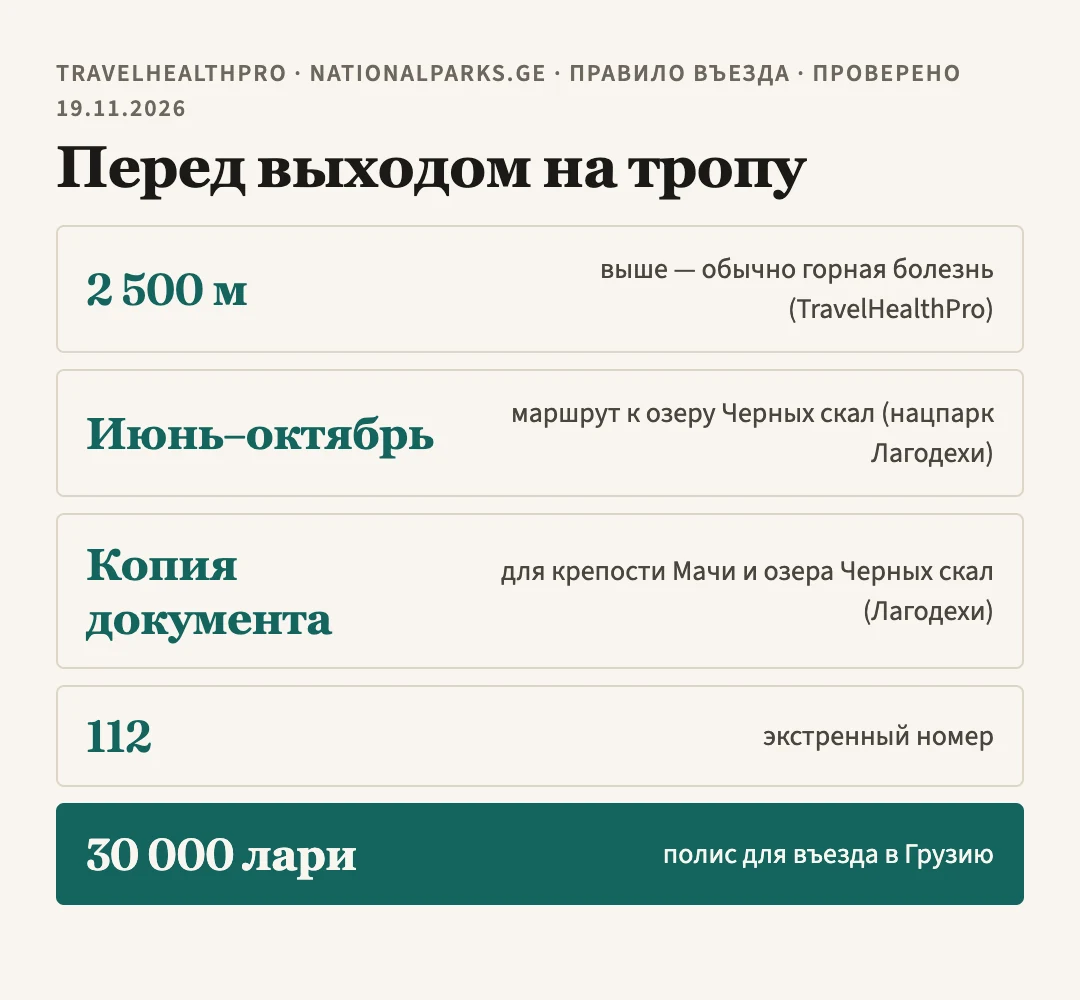 TRAVELHEALTHPRO · NATIONALPARKS.GE · ПРАВИЛО ВЪЕЗДА · ПРОВЕРЕНО
19.11.2026
Перед выходом на тропу
2 500 м
выше — обычно горная болезнь
(TravelHealthPro)
Июнь–октябрь
маршрут к озеру Черных скал (нацпарк
Лагодехи)
Копия
документа
для крепости Мачи и озера Черных скал
(Лагодехи)
112
экстренный номер
30 000 лари
полис для въезда в Грузию